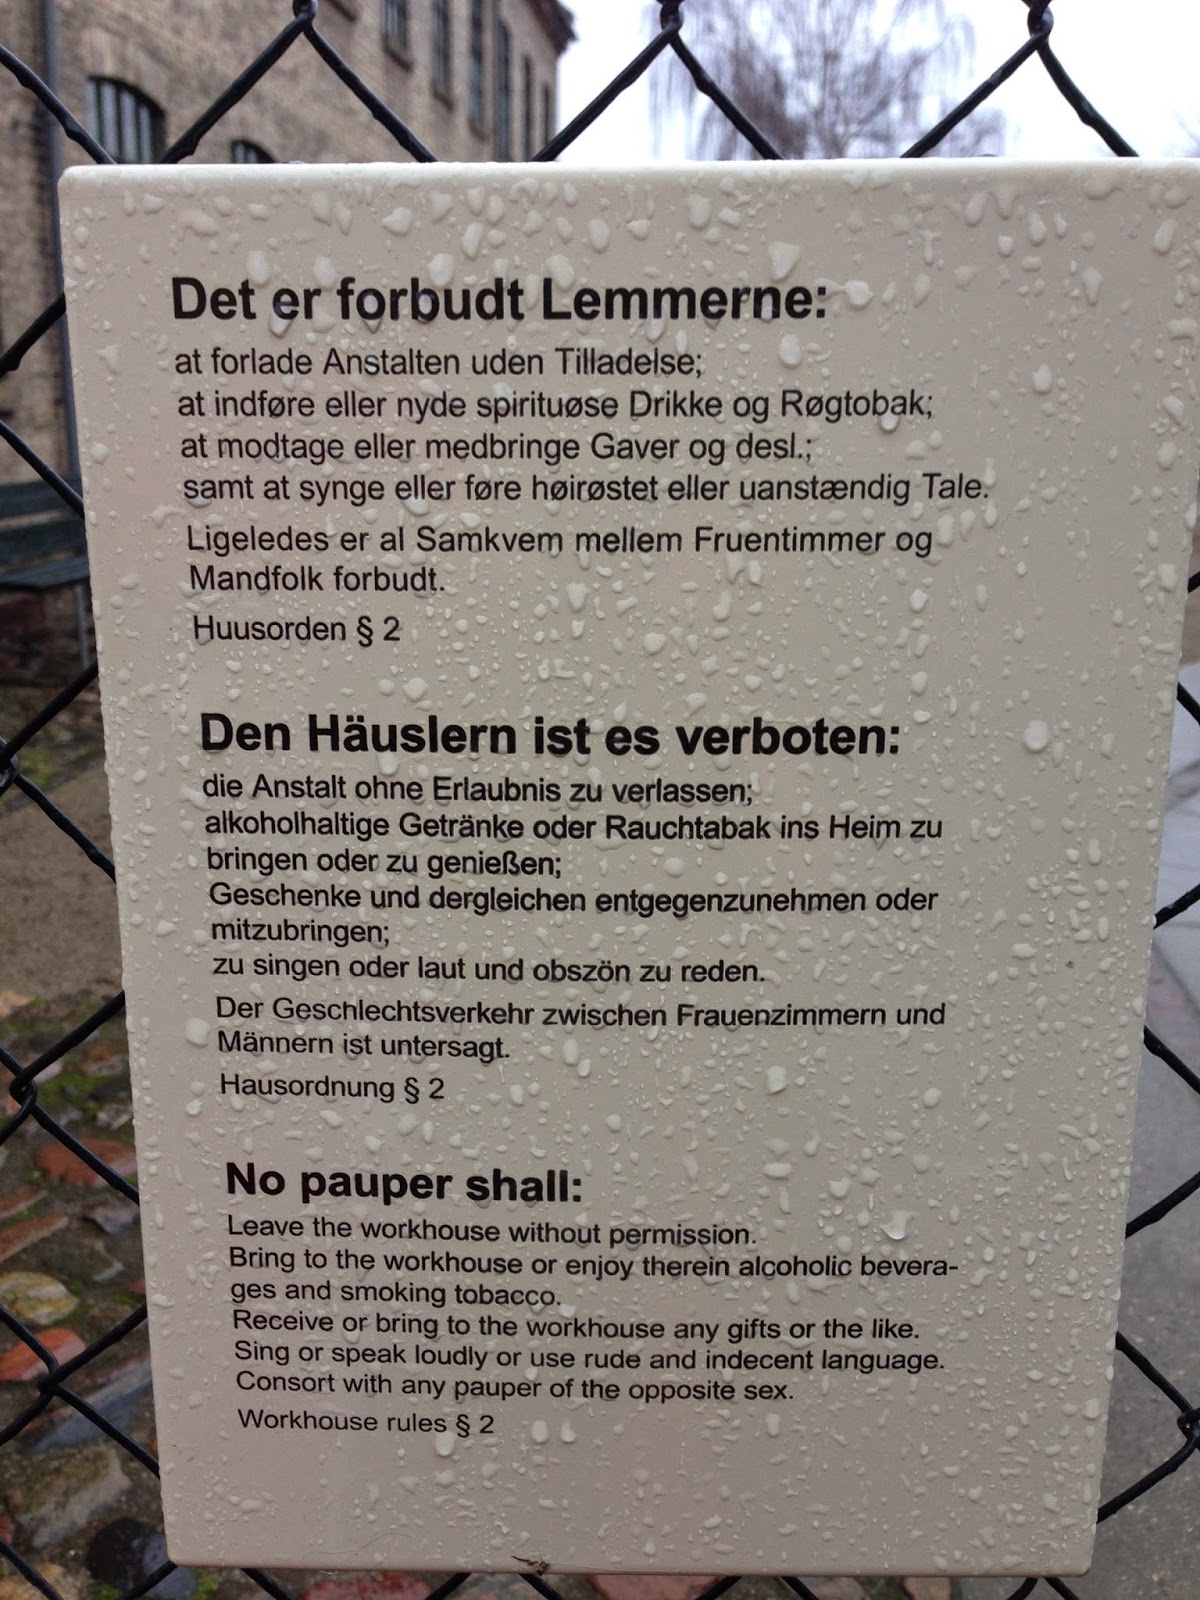 Det er forbudt Lemmerne:
at forlade Anstalten uden Tilladelse;
at indføre eller nyde spirituøse Drikke og Røgtobak;
at modtage eller medbringe Gaver og desl.;
samt at synge eller føre høirøstet eller uanstændig Tale.
Ligeledes er al Samkvem mellem Fruentimmer og
Mandfolk forbudt.
Huusorden § 2
Den Häuslern ist es verboten:
die Anstalt ohne Erlaubnis zu verlassen;
alkoholhaltige Getränke oder Rauchtabak ins Heim zu
bringen oder zu genießen;
Geschenke und dergleichen entgegenzunehmen oder
mitzubringen;
zu singen oder laut und obszön zu reden.
Der Geschlechtsverkehr zwischen Frauenzimmern und
Männern ist untersagt.
Hausordnung § 2
No pauper shall:
Leave the workhouse without permission.
Bring to the workhouse or enjoy therein alcoholic bevera-
ges and smoking tobacco.
Receive or bring to the workhouse any gifts or the like.
Sing or speak loudly or use rude and indecent language.
Consort with any pauper of the opposite sex.
Workhouse rules § 2